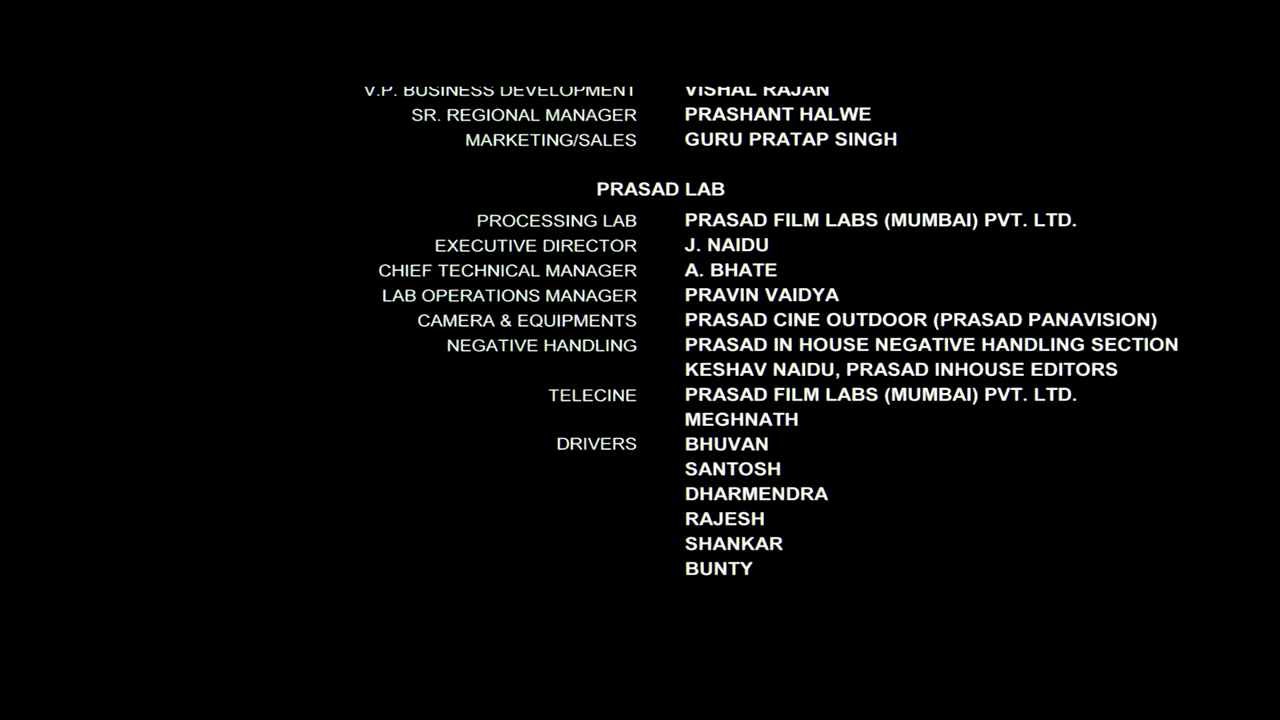 V.P. BUSINESS DEVELOPMENT VISHAL RAJAN
SR. REGIONAL MANAGER PRASHANT HALWE
MARKETING/SALES GURU PRATAP SINGH
PRASAD LAB
PROCESSING LAB PRASAD FILM LABS (MUMBAI) PVT. LTD.
EXECUTIVE DIRECTOR J. NAIDU
CHIEF TECHNICAL MANAGER A. BHATE
LAB OPERATIONS MANAGER PRAVIN VAIDYA
CAMERA & EQUIPMENTS PRASAD CINE OUTDOOR (PRASAD PANAVISION)
NEGATIVE HANDLING PRASAD IN HOUSE NEGATIVE HANDLING SECTION
KESHAV NAIDU, PRASAD INHOUSE EDITORS
TELECINE PRASAD FILM LABS (MUMBAI) PVT. LTD.
MEGHNATH
DRIVERS BHUVAN
SANTOSH
DHARMENDRA
RAJESH
SHANKAR
BUNTY